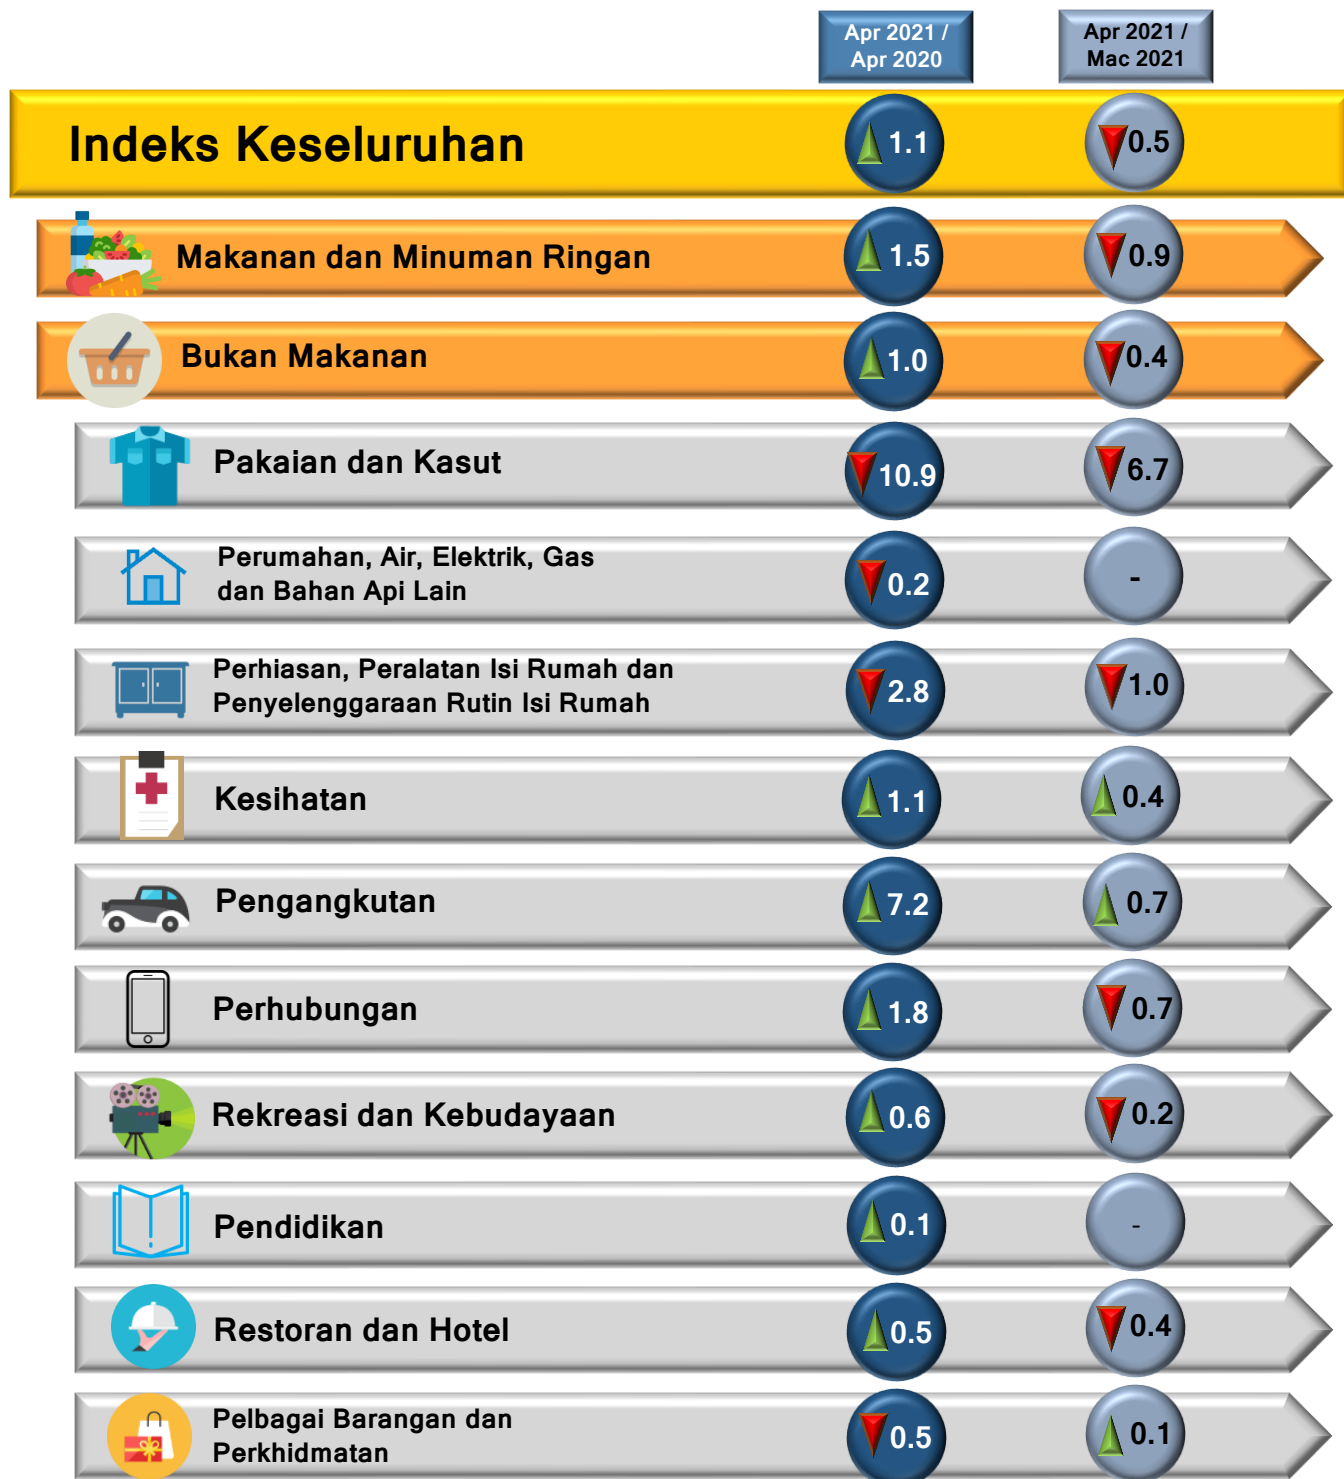 Apr 2021 /
Apr 2020
Apr 2021 /
Mac 2021
Indeks Keseluruhan
1.1
0.5
Makanan dan Minuman Ringan
1.5
0.9
Bukan Makanan
1.0
0.4
Pakaian dan Kasut
10.9
6.7
Perumahan, Air, Elektrik, Gas
dan Bahan Api Lain
0.2
-
Perhiasan, Peralatan Isi Rumah dan
Penyelenggaraan Rutin Isi Rumah
2.8
1.0
Kesihatan
1.1
0.4
Pengangkutan
7.2
0.7
Perhubungan
1.8
0.7
Rekreasi dan Kebudayaan
0.6
0.2
Pendidikan
0.1
-
Restoran dan Hotel
0.5
0.4
Pelbagai Barangan dan
Perkhidmatan
0.5
0.1